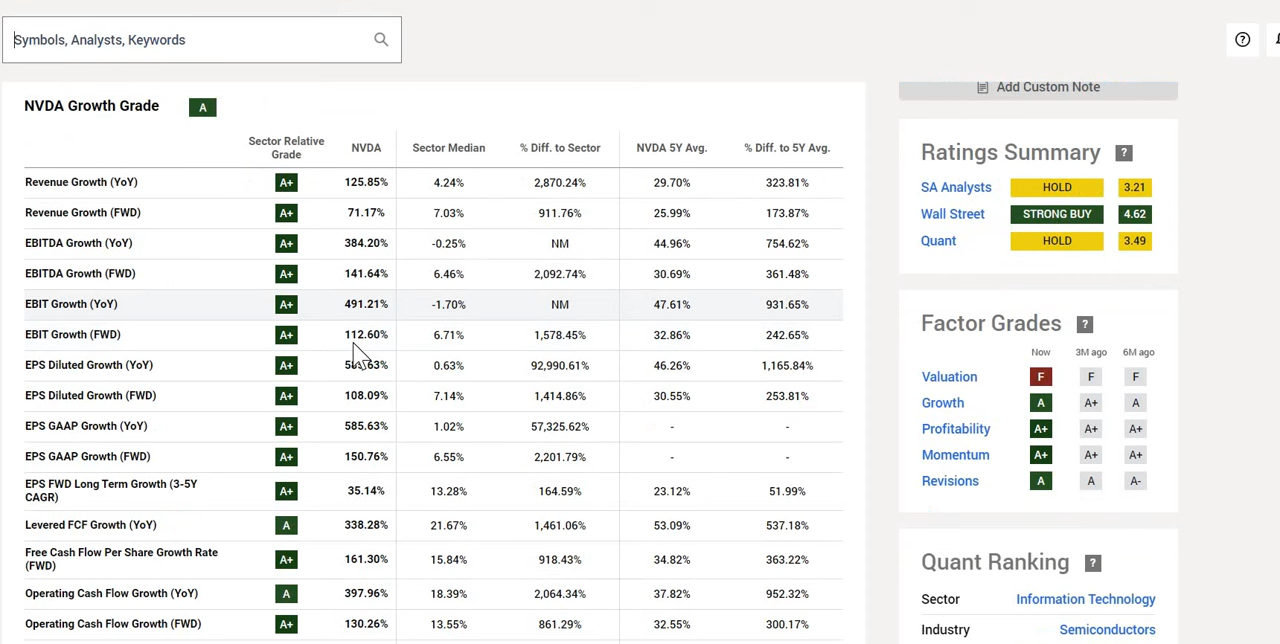 Symbols, Analysts, Keywords
NVDA Growth Grade A
Sector Relative Grade NVDA Sector Median % Diff. to Sector NVDA 5Y Avg. % Diff. to 5Y Avg.
Revenue Growth (YoY) A+ 125.85% 4.24% 2,870.24% 29.70% 323.81%
Revenue Growth (FWD) A+ 71.17% 7.03% 911.76% 25.99% 173.87%
EBITDA Growth (YoY) A+ 384.20% -0.25% NM 44.96% 754.62%
EBITDA Growth (FWD) A+ 141.64% 6.46% 2,092.74% 30.69% 361.48%
EBIT Growth (YoY) A+ 491.21% -1.70% NM 47.61% 931.65%
EBIT Growth (FWD) A+ 112.60% 6.71% 1,578.45% 32.86% 242.65%
EPS Diluted Growth (YoY) A+ 0.63% 92,990.61% 46.26% 1,165.84%
EPS Diluted Growth (FWD) A+ 108.09% 7.14% 1,414.86% 30.55% 253.81%
EPS GAAP Growth (YoY) A+ 585.63% 1.02% 57,325.62% - -
EPS GAAP Growth (FWD) A+ 150.76% 6.55% 2,201.79% - -
EPS FWD Long Term Growth (3-5Y
CAGR) A+ 35.14% 13.28% 164.59% 23.12% 51.99%
Levered FCF Growth (YoY) A 338.28% 21.67% 1,461.06% 53.09% 537.18%
Free Cash Flow Per Share Growth Rate
(FWD) A+ 161.30% 15.84% 918.43% 34.82% 363.22%
Operating Cash Flow Growth (YoY) A 397.96% 18.39% 2,064.34% 37.82% 952.32%
Operating Cash Flow Growth (FWD) A+ 130.26% 13.55% 861.29% 32.55% 300.17%
Add Custom Note
Ratings Summary ?
SA Analysts HOLD 3.21
Wall Street STRONG BUY 4.62
Quant HOLD 3.49
Factor Grades ?
Now 3M ago 6M ago
Valuation F F F
Growth A A+ A
Profitability A+ A+ A+
Momentum A+ A+ A+
Revisions A A A-
Quant Ranking ?
Sector Information Technology
Industry Semiconductors